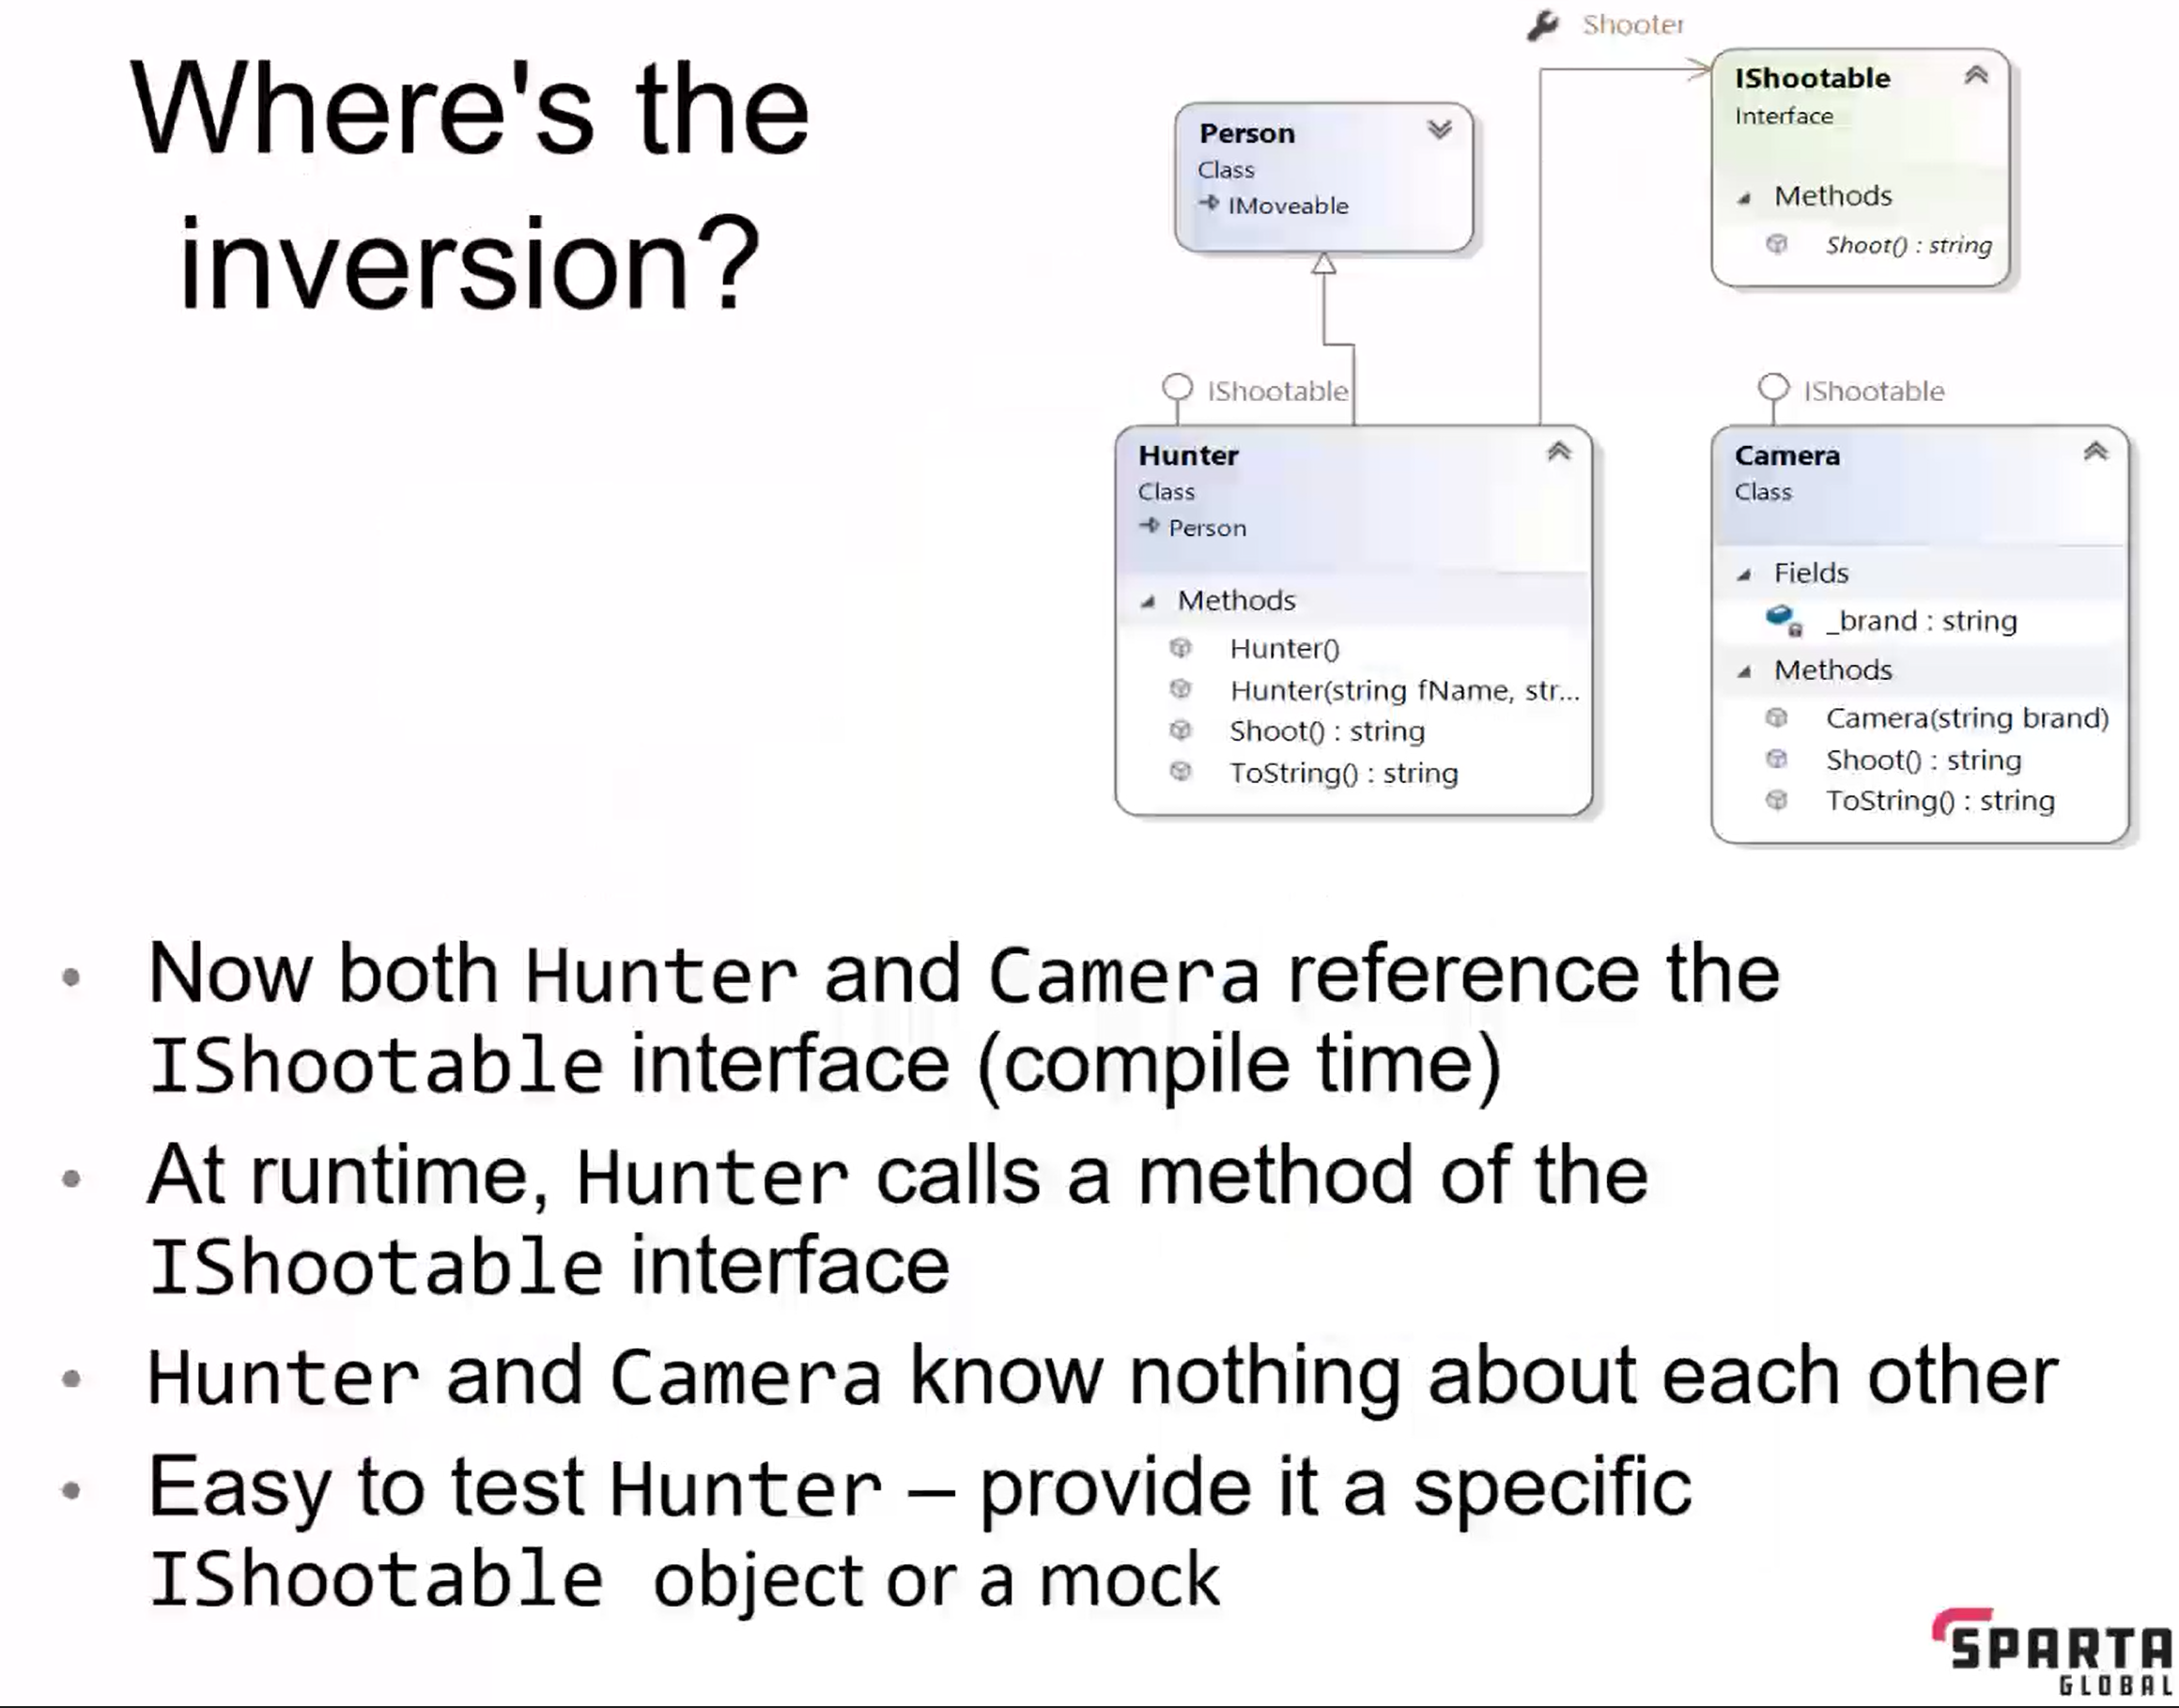 Where's the
inversion?
Shooter
IShootable
Interface
Methods
Shoot() : string
Person
Class
IMoveable
IShootable
Hunter
Class
Person
Methods
Hunter()
Hunter(string fName, str...
Shoot() : string
ToString() : string
IShootable
Camera
Class
Fields
_brand : string
Methods
Camera(string brand)
Shoot() : string
ToString() : string
• Now both Hunter and Camera reference the
IShootable interface (compile time)
• At runtime, Hunter calls a method of the
IShootable interface
• Hunter and Camera know nothing about each other
• Easy to test Hunter – provide it a specific
IShootable object or a mock
SPARTA
GLOBAL